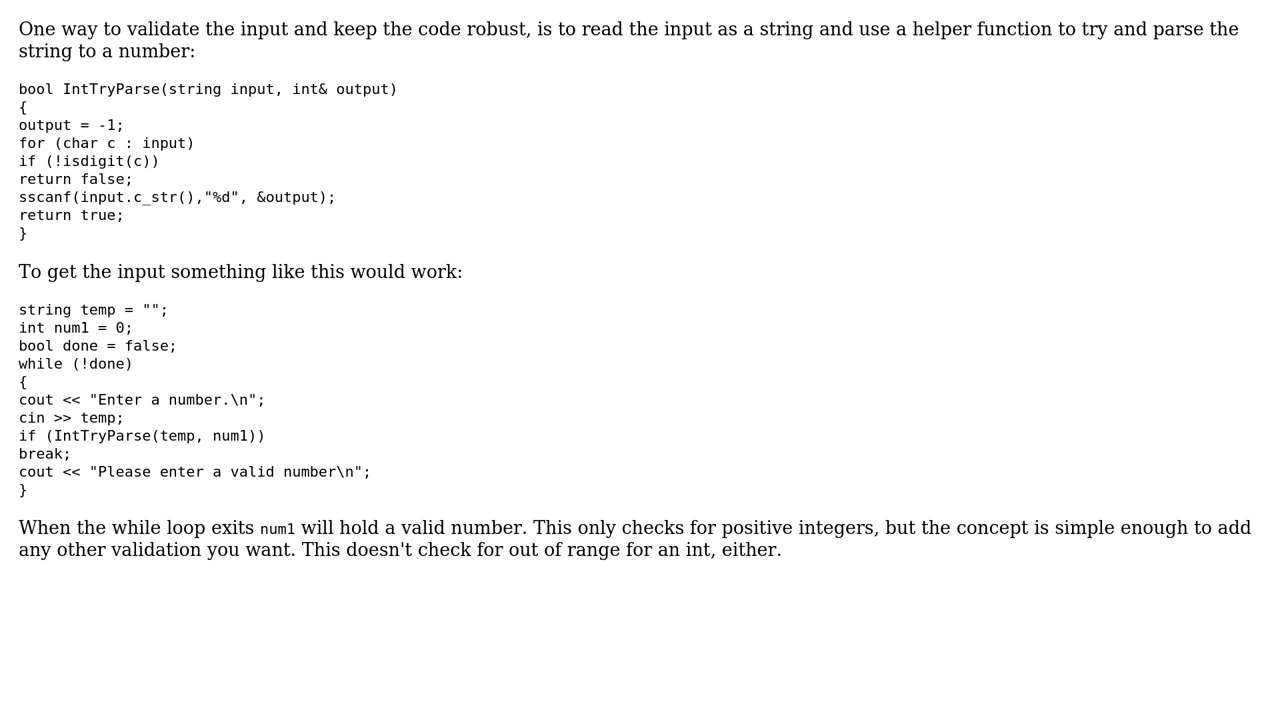 One way to validate the input and keep the code robust, is to read the input as a string and use a helper function to try and parse the
string to a number:
bool IntTryParse(string input, int& output)
{
output = -1;
for (char c : input)
if (!isdigit(c))
return false;
sscanf(input.c_str(),"%d", &output);
return true;
}
To get the input something like this would work:
string temp = "";
int num1 = 0;
bool done = false;
while (!done)
{
cout << "Enter a number.\n";
cin >> temp;
if (IntTryParse(temp, num1))
break;
cout << "Please enter a valid number\n";
}
When the while loop exits num1 will hold a valid number. This only checks for positive integers, but the concept is simple enough to add
any other validation you want. This doesn't check for out of range for an int, either.